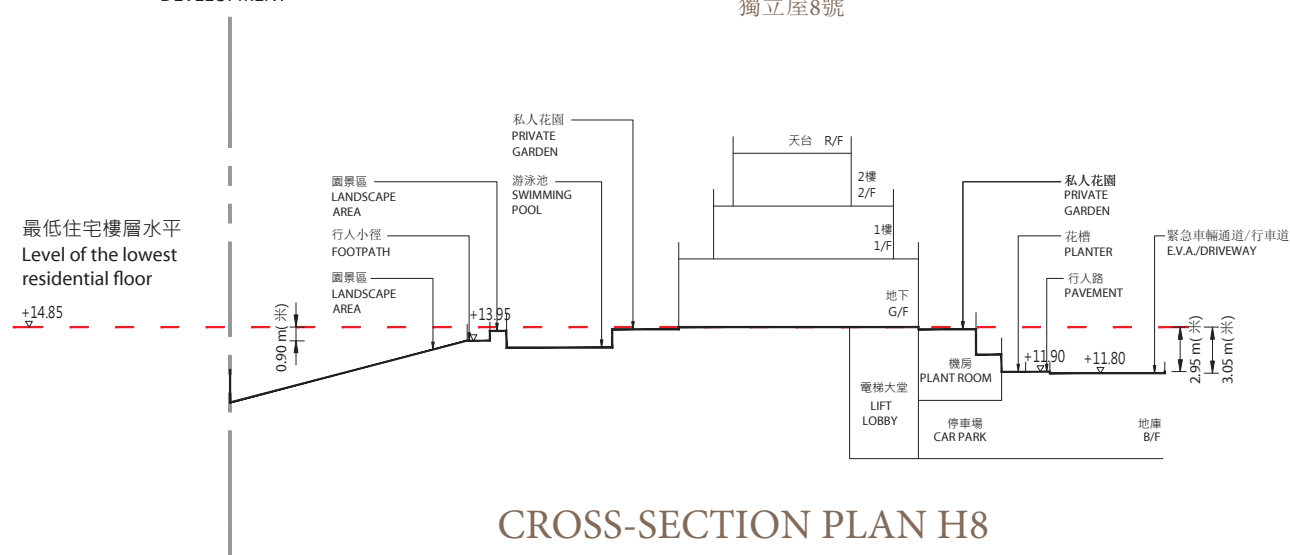 獨立屋8號
私人花園
PRIVATE
GARDEN
天台 R/F
園景區
LANDSCAPE
AREA
游泳池
SWIMMING
POOL
2樓
2/F
私人花園
PRIVATE
GARDEN
最低住宅樓層水平
Level of the lowest
residential floor
行人小徑
FOOTPATH
1樓
1/F
花槽
PLANTER
緊急車輛通道/行車道
E.V.A./DRIVEWAY
園景區
LANDSCAPE
AREA
地下
G/F
行人路
PAVEMENT
+14.85
0.90 m(米)
+13.95
+11.90
+11.80
2.95 m(米)
3.05 m(米)
機房
PLANT ROOM
電梯大堂
LIFT
LOBBY
停車場
CAR PARK
地庫
B/F
CROSS-SECTION PLAN H8